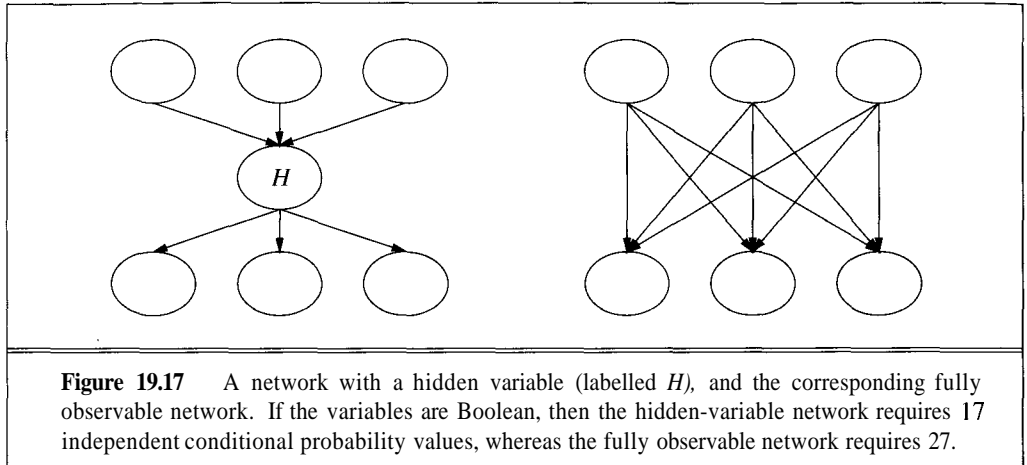 H
Figure 19.17 A network with a hidden variable (labelled H), and the corresponding fully
observable network. If the variables are Boolean, then the hidden-variable network requires 17
independent conditional probability values, whereas the fully observable network requires 27.